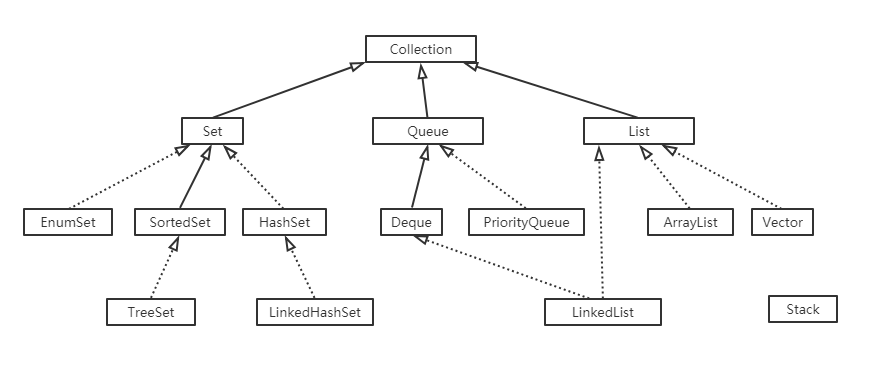 Collection
Set
Queue
List
EnumSet
SortedSet
HashSet
Deque
PriorityQueue
ArrayList
Vector
TreeSet
LinkedHashSet
LinkedList
Stack